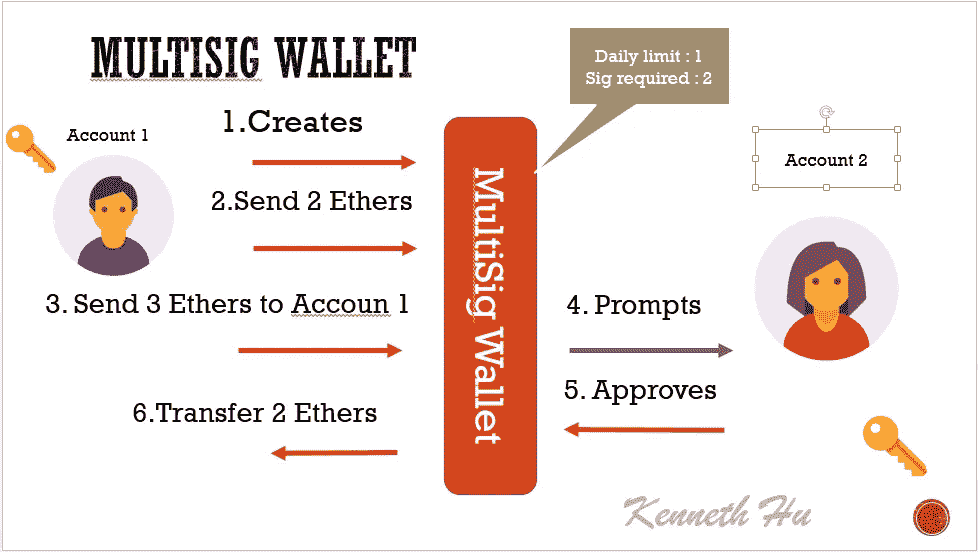 MULTISIG WALLET
Daily limit : 1
Sig required : 2
Account 1
1.Creates
Account 2
2.Send 2 Ethers
MultiSig Wallet
3. Send 3 Ethers to Accoun 1
4. Prompts
5. Approves
6.Transfer 2 Ethers
Kenneth Hu